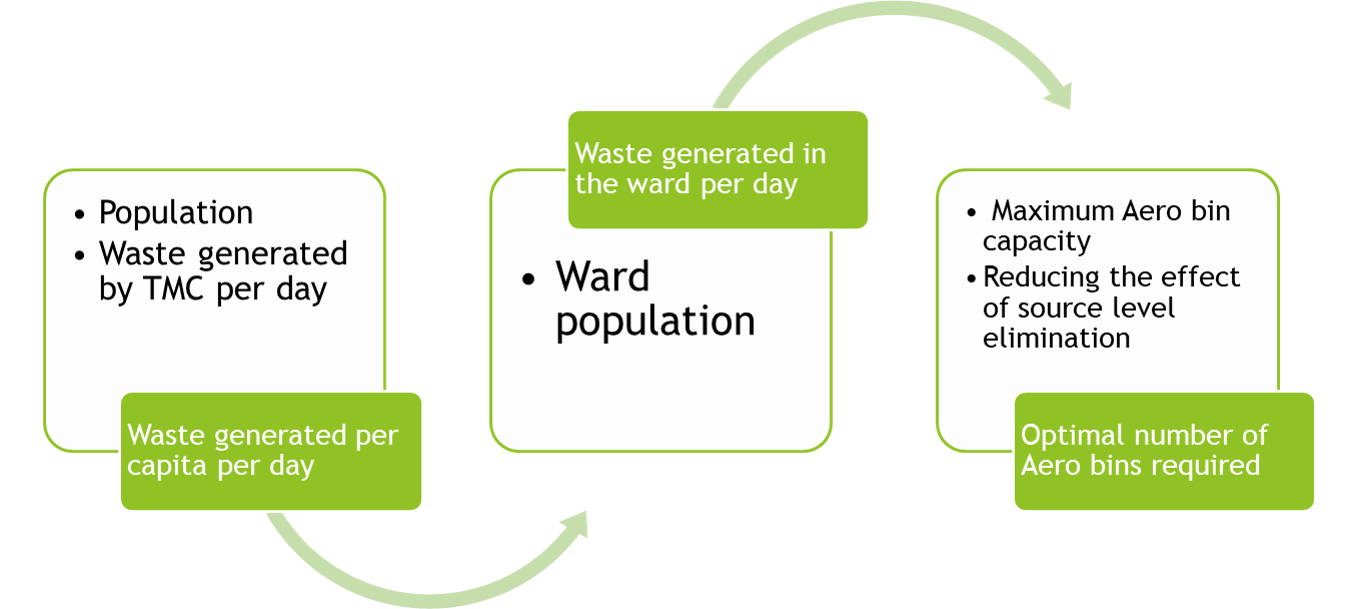 • Population
• Waste generated
by TMC per day
Waste generated per
capita per day
Waste generated in
the ward per day
• Ward
population
• Maximum Aero bin
capacity
• Reducing the effect
of source level
elimination
Optimal number of
Aero bins required